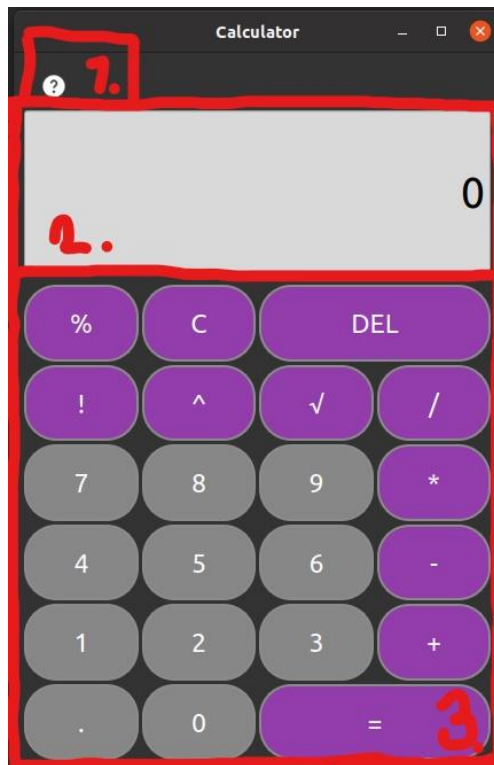 Calculator
? 1.
0
2.
% C DEL
! ^ √ /
7 8 9 *
4 5 6 -
1 2 3 +
. 0 = 3.